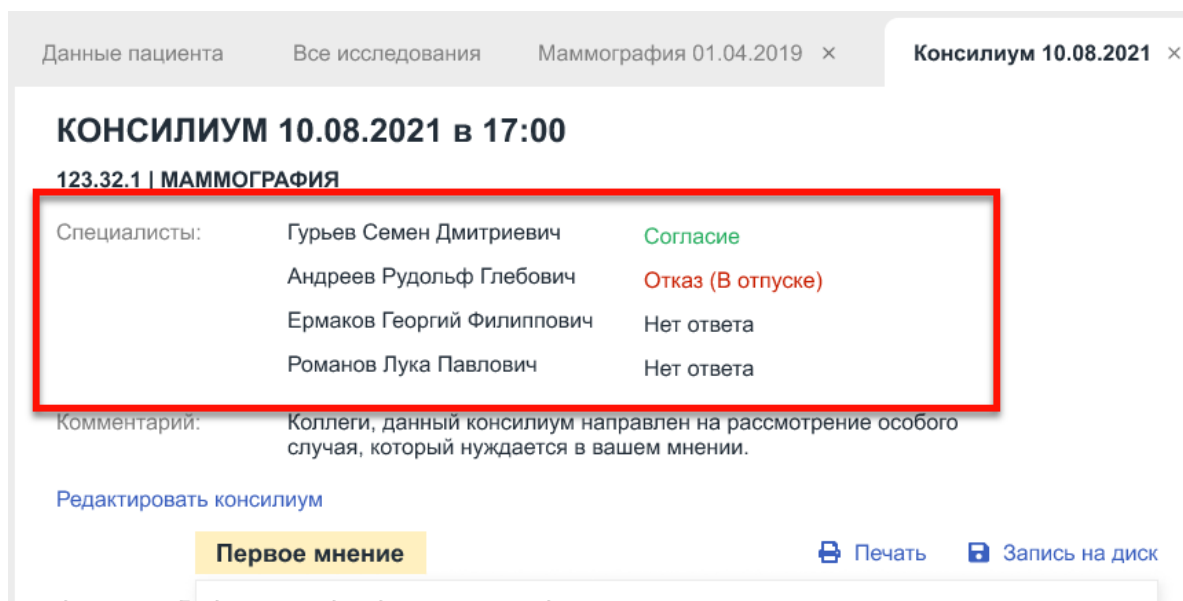 Данные пациента Все исследования Маммография 01.04.2019 × Консилиум 10.08.2021 ×
КОНСИЛИУМ 10.08.2021 в 17:00
123.32.1 | МАММОГРАФИЯ
Специалисты: Гурьев Семен Дмитриевич Согласие
Андреев Рудольф Глебович Отказ (В отпуске)
Ермаков Георгий Филиппович Нет ответа
Романов Лука Павлович Нет ответа
Комментарий: Коллеги, данный консилиум направлен на рассмотрение особого
случая, который нуждается в вашем мнении.
Редактировать консилиум
Первое мнение Печать Запись на диск